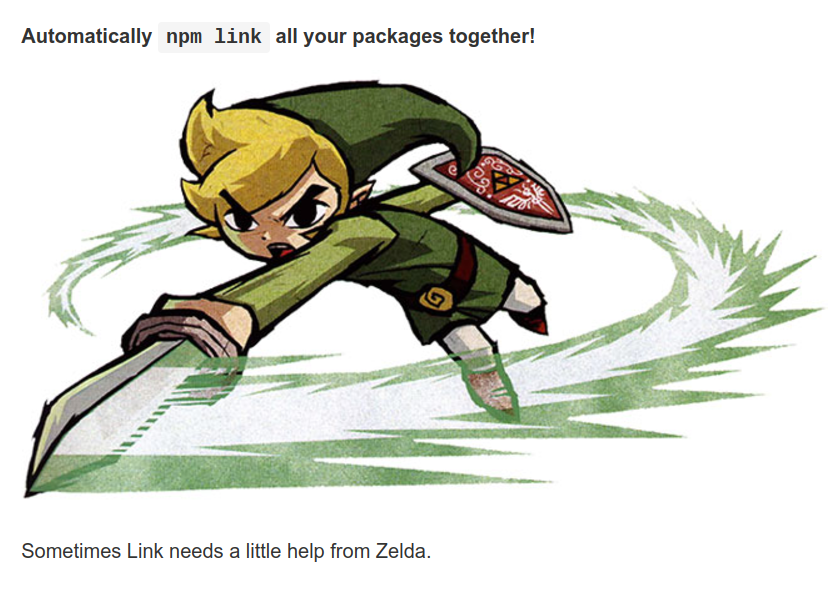 Automatically npm link all your packages together!
Sometimes Link needs a little help from Zelda.